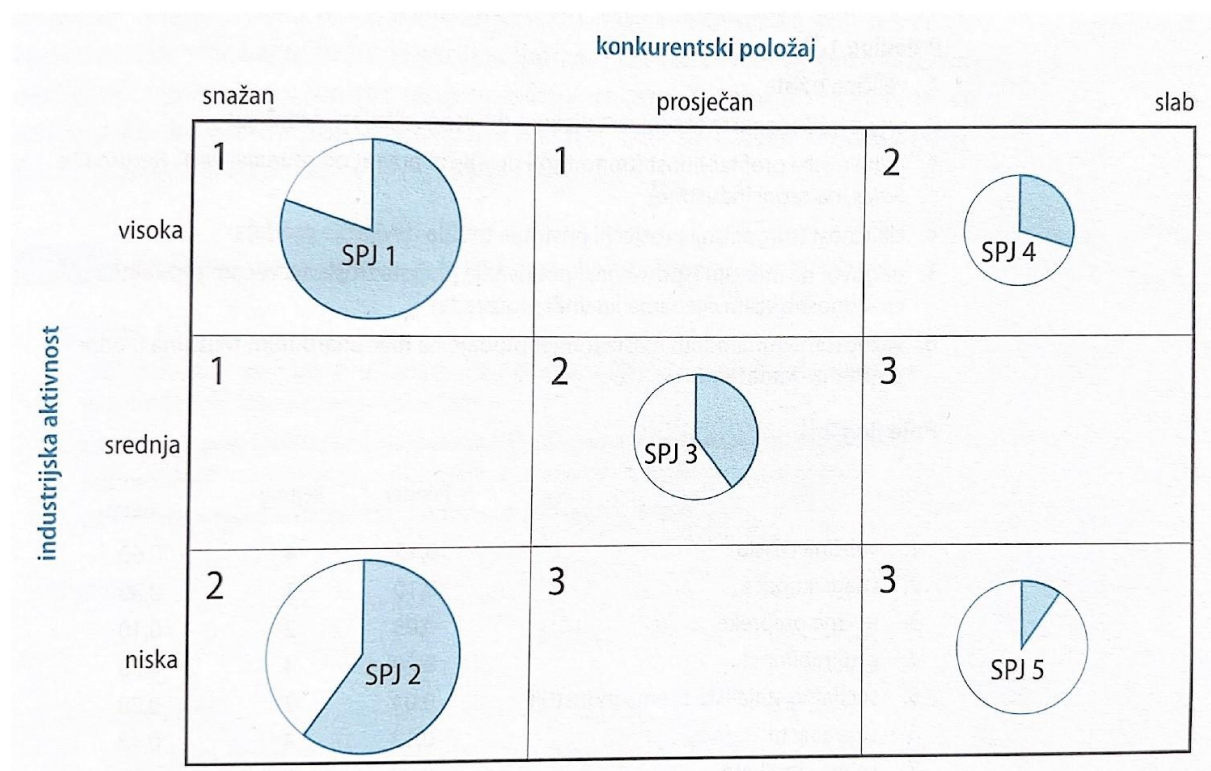 konkurentski položaj
snažan
prosječan
slab
industrijska aktivnost
visoka
1
SPJ 1
1
2
SPJ 4
srednja
1
2
SPJ 3
3
niska
2
SPJ 2
3
3
SPJ 5